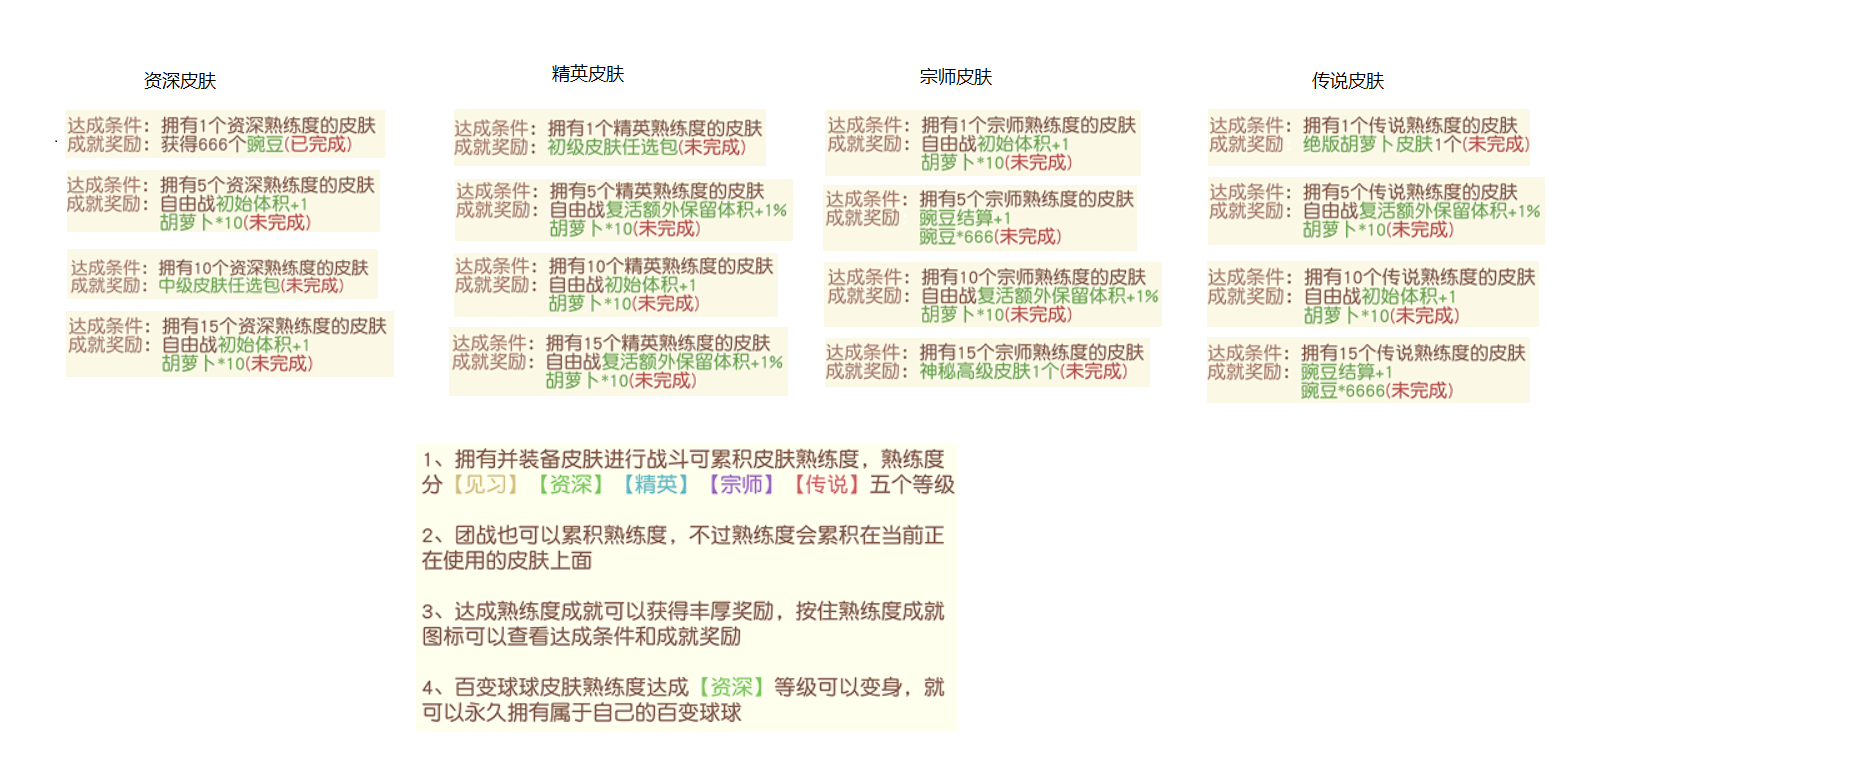 资深皮肤
达成条件：拥有1个资深熟练度的皮肤
成就奖励：获得666个豌豆(已完成)
达成条件：拥有5个资深熟练度的皮肤
成就奖励：自由战初始体积+1
胡萝卜*10(未完成)
达成条件：拥有10个资深熟练度的皮肤
成就奖励：中级皮肤任选包(未完成)
达成条件：拥有15个资深熟练度的皮肤
成就奖励：自由战初始体积+1
胡萝卜*10(未完成)
精英皮肤
达成条件：拥有1个精英熟练度的皮肤
成就奖励：初级皮肤任选包(未完成)
达成条件：拥有5个精英熟练度的皮肤
成就奖励：自由战复活额外保留体积+1%
胡萝卜*10(未完成)
达成条件：拥有10个精英熟练度的皮肤
成就奖励：自由战初始体积+1
胡萝卜*10(未完成)
达成条件：拥有15个精英熟练度的皮肤
成就奖励：自由战复活额外保留体积+1%
胡萝卜*10(未完成)
宗师皮肤
达成条件：拥有1个宗师熟练度的皮肤
成就奖励：自由战初始体积+1
胡萝卜*10(未完成)
达成条件：拥有5个宗师熟练度的皮肤
成就奖励 豌豆结算+1
豌豆*666(未完成)
达成条件：拥有10个宗师熟练度的皮肤
成就奖励：自由战复活额外保留体积+1%
胡萝卜*10(未完成)
达成条件：拥有15个宗师熟练度的皮肤
成就奖励：神秘高级皮肤1个(未完成)
传说皮肤
达成条件：拥有1个传说熟练度的皮肤
成就奖励 绝版胡萝卜皮肤1个(未完成)
达成条件：拥有5个传说熟练度的皮肤
成就奖励：自由战复活额外保留体积+1%
胡萝卜*10(未完成)
达成条件：拥有10个传说熟练度的皮肤
成就奖励：自由战初始体积+1
胡萝卜*10(未完成)
达成条件：拥有15个传说熟练度的皮肤
成就奖励：豌豆结算+1
豌豆*6666(未完成)
1、拥有并装备皮肤进行战斗可累积皮肤熟练度，熟练度
分【见习】【资深】【精英】【宗师】【传说】五个等级
2、团战也可以累积熟练度，不过熟练度会累积在当前正
在使用的皮肤上面
3、达成熟练度成就可以获得丰厚奖励，按住熟练度成就
图标可以查看达成条件和成就奖励
4、百变球球皮肤熟练度达成【资深】等级可以变身，就
可以永久拥有属于自己的百变球球